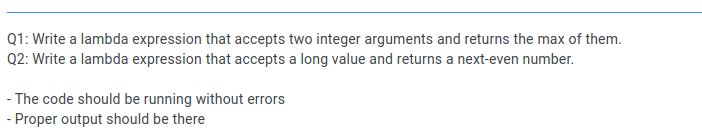 Q1: Write a lambda expression that accepts two integer arguments and returns the max of them.
Q2: Write a lambda expression that accepts a long value and returns a next-even number.
- The code should be running without errors
- Proper output should be there